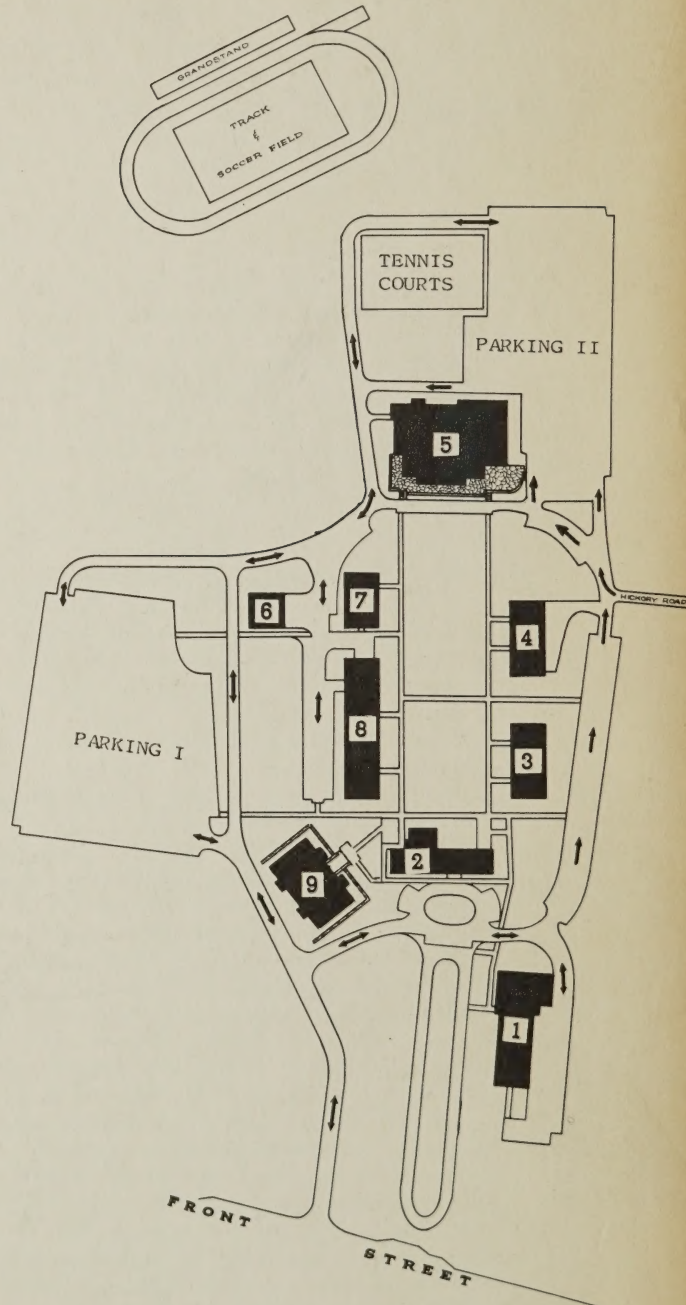 GRANDSTAND
TRACK
&
SOCCER FIELD
TENNIS
COURTS
PARKING II
5
HICKORY ROAD
6
7
4
8
3
PARKING I
2
9
1
FRONT
STREET